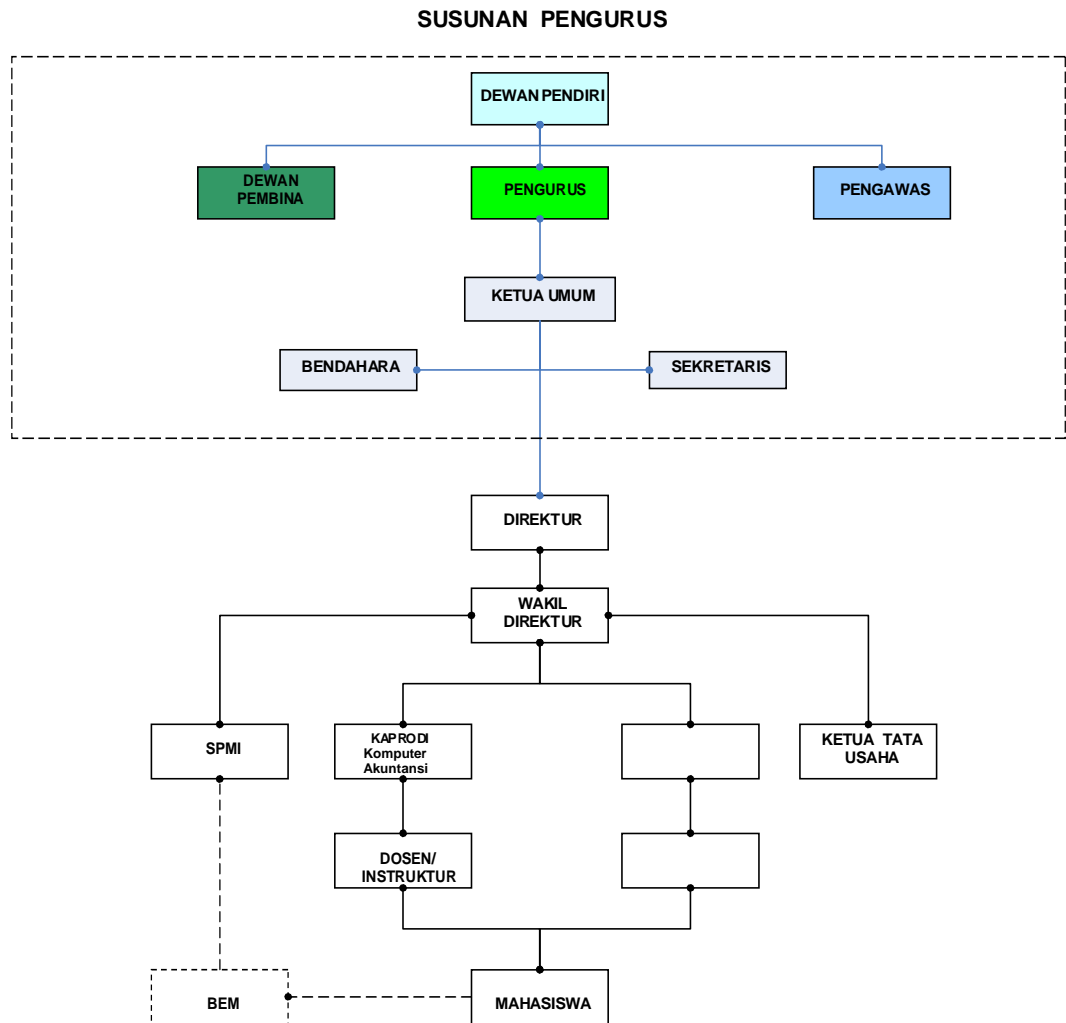 SUSUNAN PENGURUS
DEWAN PENDIRI
DEWAN
PEMBINA
PENGURUS
PENGAWAS
KETUA UMUM
BENDAHARA
SEKRETARIS
DIREKTUR
WAKIL
DIREKTUR
SPMI
KAPRODI
Komputer
Akuntansi
KETUA TATA
USAHA
DOSEN/
INSTRUKTUR
BEM
MAHASISWA